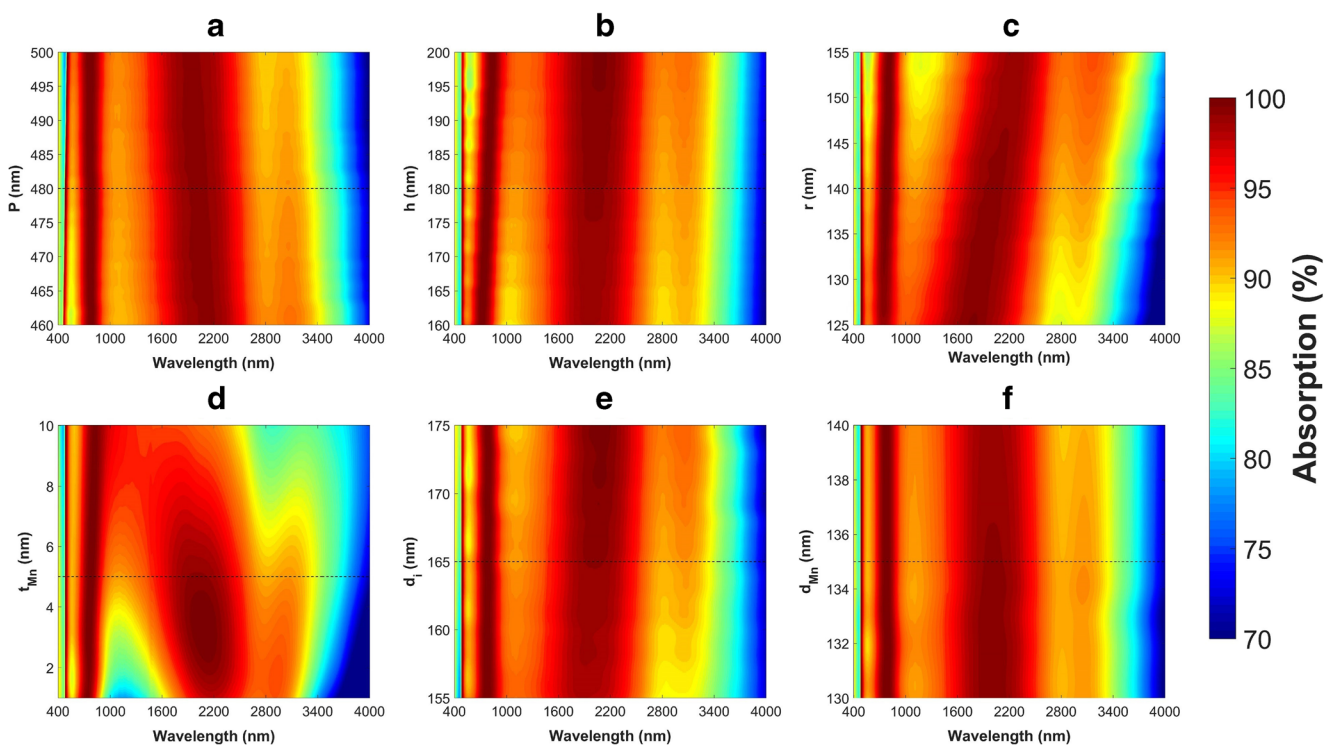 a
b
c
500
495
490
485
480
475
470
465
460
P (nm)
400 1000 1600 2200 2800 3400 4000
Wavelength (nm)
200
195
190
185
180
175
170
165
160
h (nm)
400 1000 1600 2200 2800 3400 4000
Wavelength (nm)
155
150
145
140
135
130
125
r (nm)
400 1000 1600 2200 2800 3400 4000
Wavelength (nm)
d
e
f
10
8
6
4
2
tMn (nm)
400 1000 1600 2200 2800 3400 4000
Wavelength (nm)
175
170
165
160
155
di (nm)
400 1000 1600 2200 2800 3400 4000
Wavelength (nm)
140
138
136
134
132
130
dMn (nm)
400 1000 1600 2200 2800 3400 4000
Wavelength (nm)
100
95
90
85
80
75
70
Absorption (%)